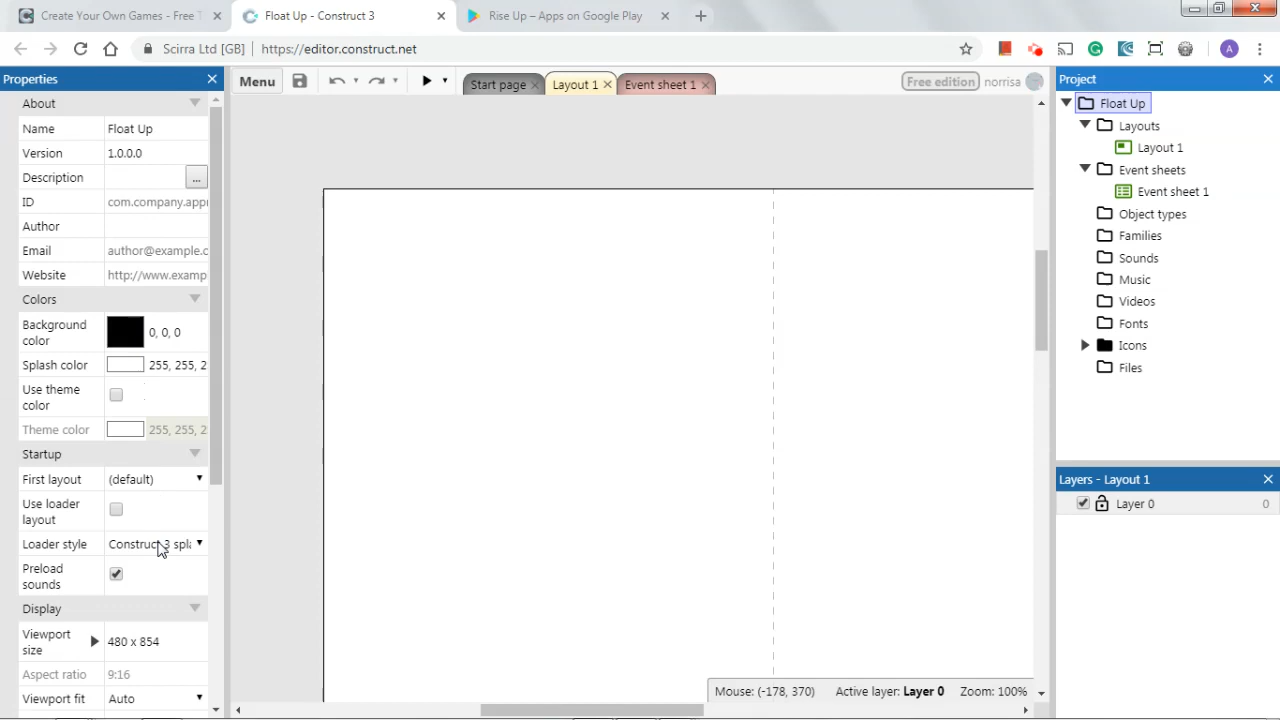 Create Your Own Games - Free T
Float Up - Construct 3
Rise Up – Apps on Google Play
Scirra Ltd [GB]
https://editor.construct.net
A
Properties
Menu
Start page
Layout 1
Event sheet 1
Free edition
norrisa
Project
About
Name
Float Up
Version
1.0.0.0
Description
...
ID
com.company.appn
Author
Email
author@example.c
Website
http://www.examp
Colors
Background color
0, 0, 0
Splash color
255, 255, 2
Use theme color
Theme color
255, 255, 2
Startup
First layout
(default)
Use loader layout
Loader style
Construct 3 spla
Preload sounds
Display
Viewport size
480 x 854
Aspect ratio
9:16
Viewport fit
Auto
Mouse: (-178, 370)
Active layer: Layer 0
Zoom: 100%
Float Up
Layouts
Layout 1
Event sheets
Event sheet 1
Object types
Families
Sounds
Music
Videos
Fonts
Icons
Files
Layers - Layout 1
Layer 0
0